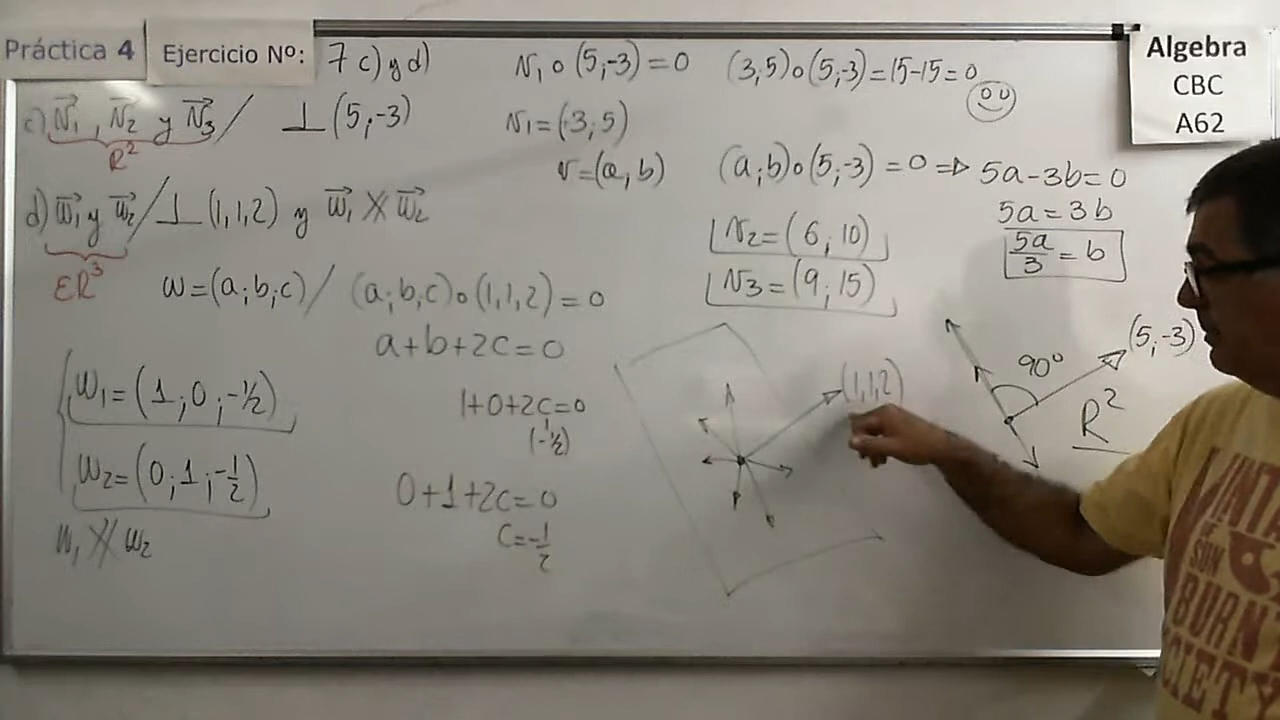 Práctica 4
Ejercicio Nº: 7 c) y d)
c) N₁, N₂ y N₃ / ⊥ (5;-3)
R²
d) w₁ y w₂ / ⊥ (1,1,2) y w₁ ∦ w₂
ЄR³
w=(a;b;c) / (a;b,c)∘(1,1,2)=0
a+b+2c=0
w₁=(1;0;-½)
1+0+2c=0
(-½)
w₂=(0;1;-1/2)
0+1+2c=0
c=-1/2
w₁ ∦ w₂
N₁∘(5;-3)=0
(3,5)∘(5;-3)=15-15=0
N₁=(3;5)
v=(a,b)
(a;b)∘(5,-3)=0 ⇒ 5a-3b=0
5a=3b
5a/3=b
N₂=(6;10)
N₃=(9;15)
(1,1,2)
90º
(5,-3)
R²
Algebra
CBC
A62
SUN
BURN